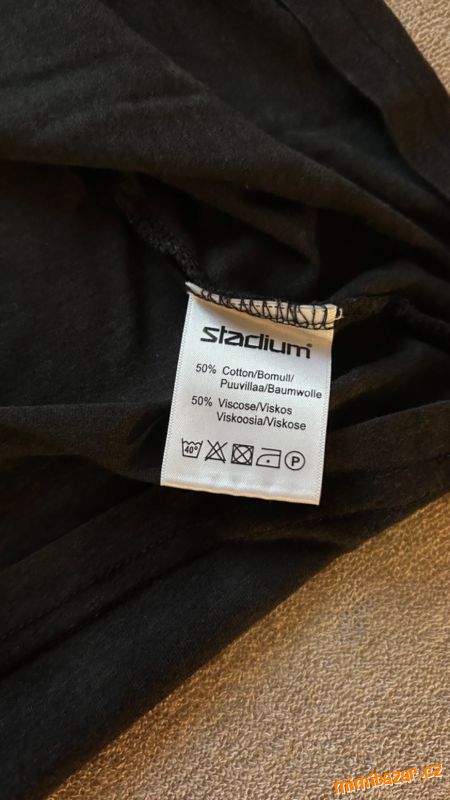 stadium
50% Cotton/Bomull/
Puuvillaa/Baumwolle
50% Viscose/Viskos
Viskoosia/Viskose
40° P
mimibazar.cz